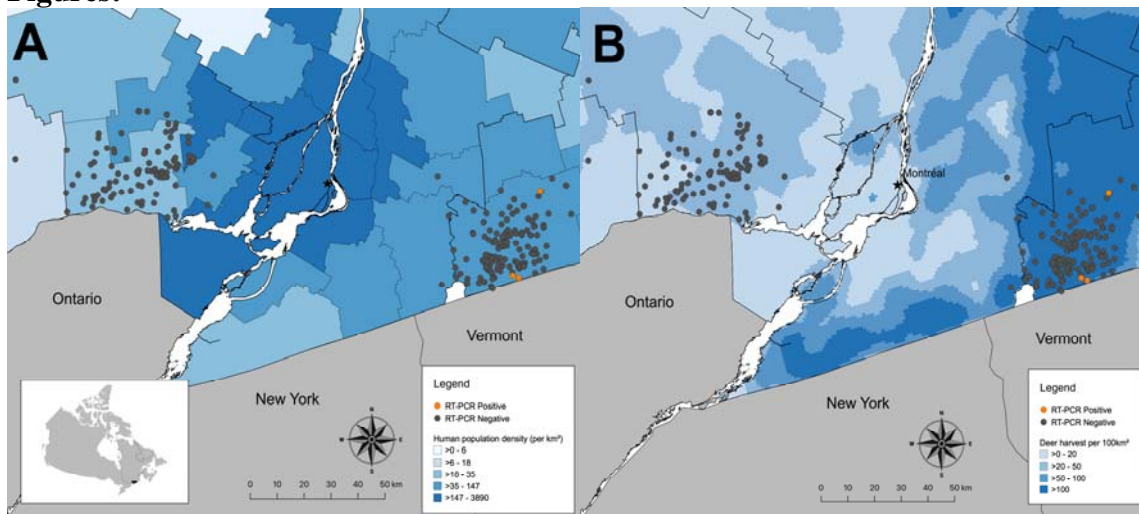 Figures.
A
Ontario
Vermont
New York
N
W
E
S
Legend
RT-PCR Positive
RT-PCR Negative
Human population density (per km²)
>0 - 6
>6 - 18
>18 - 35
>35 - 147
>147 - 3890
0 10 20 30 40 50 km
B
Montréal
Ontario
Vermont
New York
N
W
E
S
Legend
RT-PCR Positive
RT-PCR Negative
Deer harvest per 100km²
>0 - 20
>20 - 50
>50 - 100
>100
0 10 20 30 40 50 km